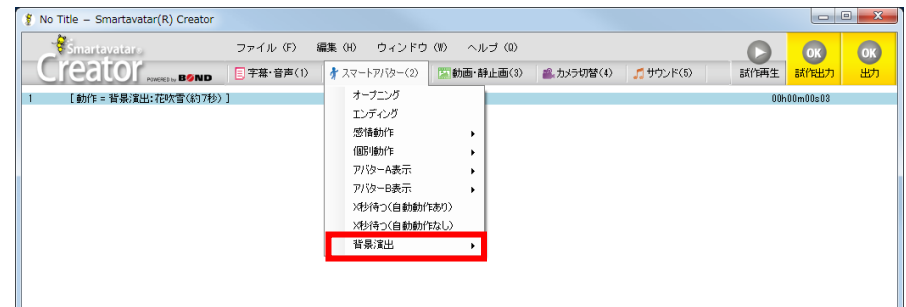 No Title – Smartavatar(R) Creator
Smartavatar
Creator POWERED by BOND
ファイル (F) 編集 (H) ウィンドウ (W) ヘルプ (Q)
字幕・音声(1) スマートアバター(2) 動画・静止画(3) カメラ切替(4) サウンド(5)
OK OK
試作再生 試作出力 出力
1 [ 動作 = 背景演出:花吹雪(約7秒) ] 00h00m00s03
オープニング
エンディング
感情動作
個別動作
アバターA表示
アバターB表示
X秒待つ(自動動作あり)
X秒待つ(自動動作なし)
背景演出